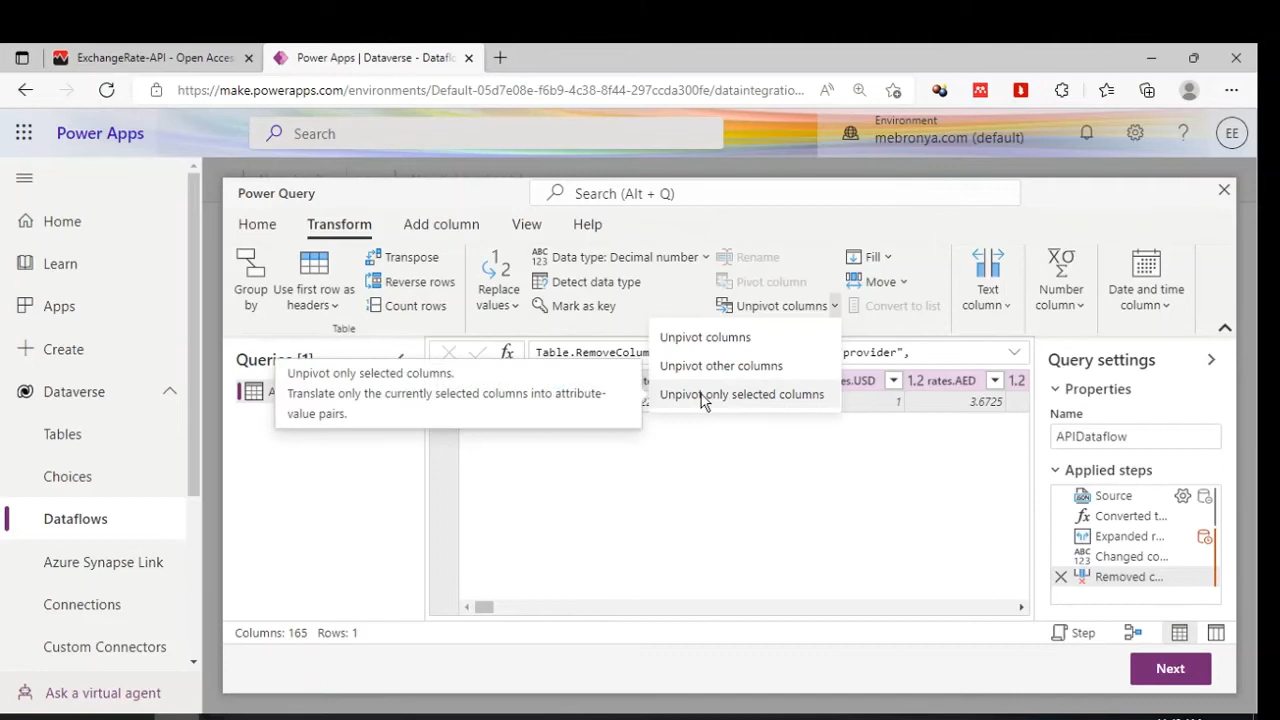 ExchangeRate-API - Open Acces
Power Apps | Dataverse - Dataflo
https://make.powerapps.com/environments/Default-05d7e08e-f6b9-4c38-8f44-297ccda300fe/dataintegratio...
Power Apps
Search
Environment
mebronya.com (default)
EE
Home
Learn
Apps
Create
Dataverse
Tables
Choices
Dataflows
Azure Synapse Link
Connections
Custom Connectors
Ask a virtual agent
Power Query
Search (Alt + Q)
Home
Transform
Add column
View
Help
Group by
Use first row as headers
Transpose
Reverse rows
Count rows
Table
Replace values
Data type: Decimal number
Detect data type
Mark as key
Rename
Pivot column
Unpivot columns
Fill
Move
Convert to list
Text column
Number column
Date and time column
Unpivot columns
Unpivot other columns
Unpivot only selected columns
Queries [1]
Unpivot only selected columns.
Translate only the currently selected columns into attribute-
value pairs.
fx
Table.RemoveColum
provider",
es.USD
1.2 rates.AED
1.2
1
3.6725
Query settings
Properties
Name
APIDataflow
Applied steps
Source
Converted t...
Expanded r...
Changed co...
Removed c...
Columns: 165 Rows: 1
Step
Next